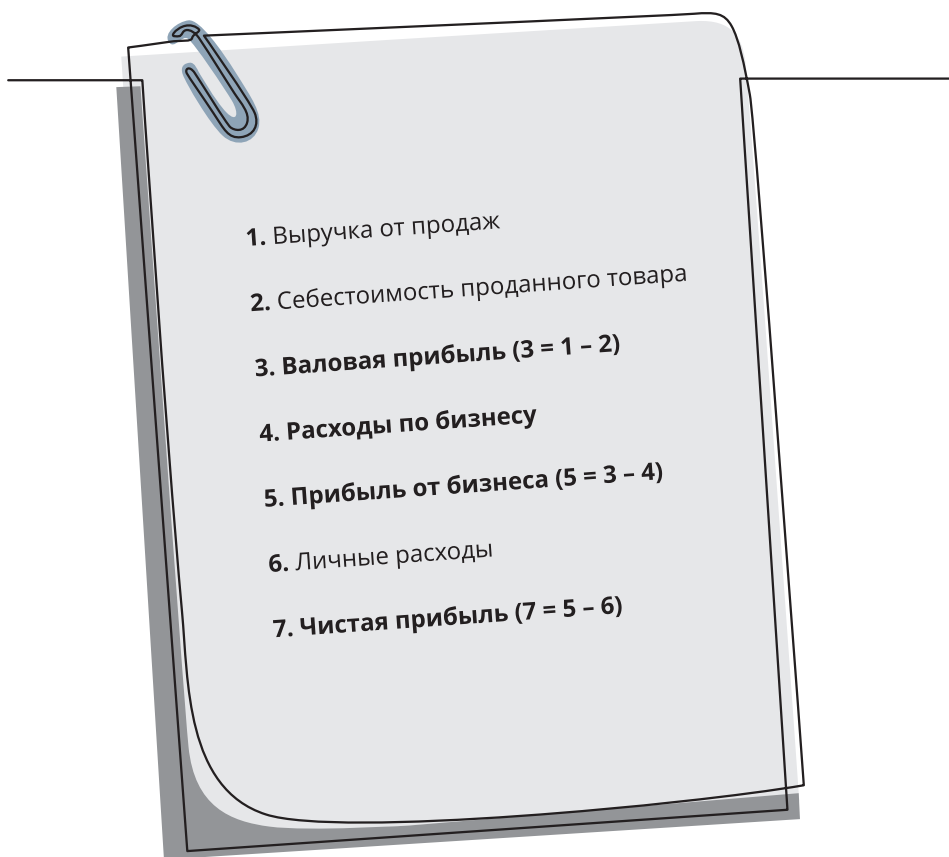 1. Выручка от продаж
2. Себестоимость проданного товара
3. Валовая прибыль (3 = 1 – 2)
4. Расходы по бизнесу
5. Прибыль от бизнеса (5 = 3 – 4)
6. Личные расходы
7. Чистая прибыль (7 = 5 – 6)